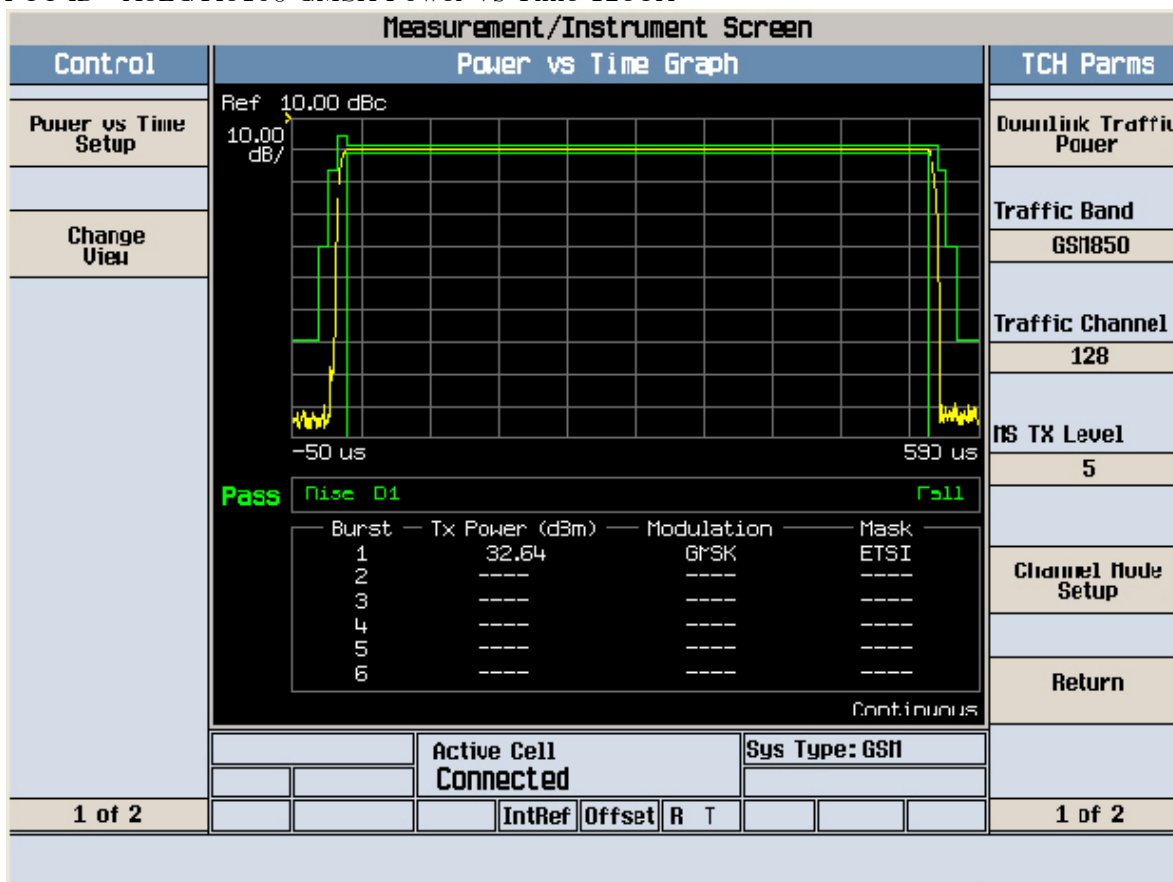 Measurement/Instrument Screen
Control
Power vs Time Graph
TCH Parms
Power vs Time
Setup
Change
View
1 of 2
Ref 10.00 dBc
10.00
dB/
-50 us
590 us
Pass
Rise 01
Fall
Burst
Tx Power (dBm)
Modulation
Mask
1 32.64 GMSK ETSI
2 ---- ---- ----
3 ---- ---- ----
4 ---- ---- ----
5 ---- ---- ----
6 ---- ---- ----
Continuous
Active Cell
Connected
Sys Type: GSM
IntRef Offset R T
Downlink Traffic
Power
Traffic Band
GSM850
Traffic Channel
128
MS TX Level
5
Channel Mode
Setup
Return
1 of 2